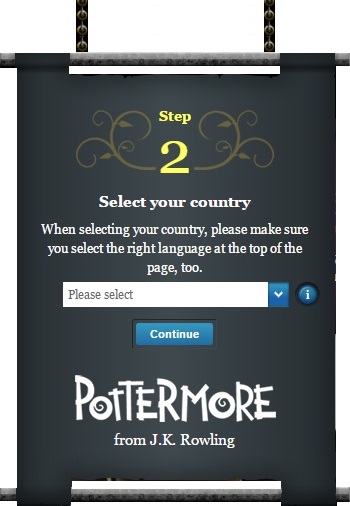 Step
2
Select your country
When selecting your country, please make sure
you select the right language at the top of the
page, too.
Please select
i
Continue
POTTERMORE
from J.K. Rowling